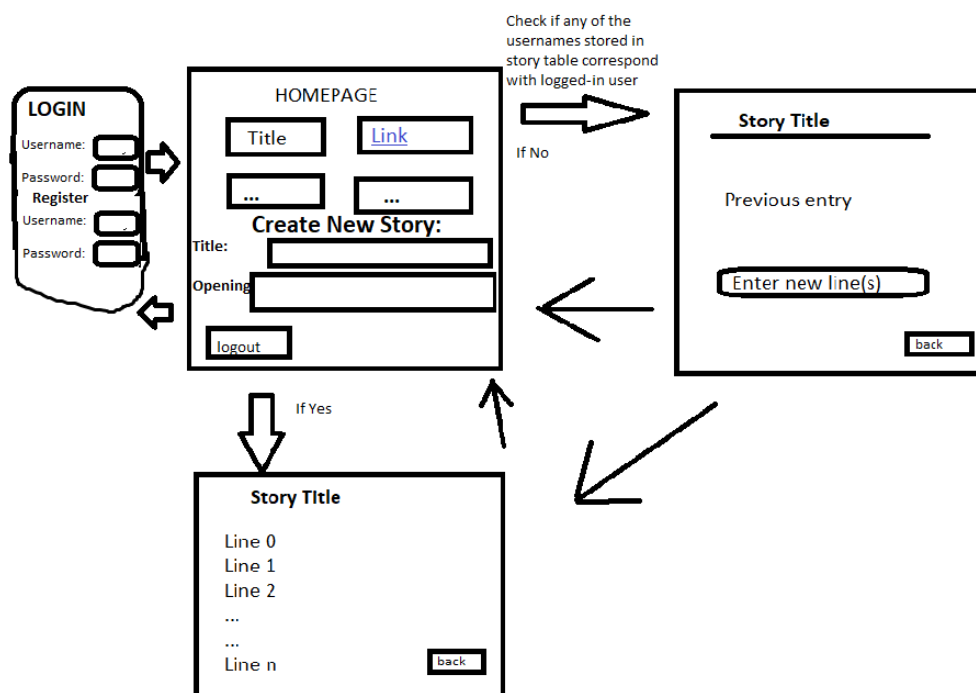 Check if any of the
usernames stored in
story table correspond
with logged-in user
If No
LOGIN
Username:
Password:
Register
Username:
Password:
HOMEPAGE
Title
Link
...
...
Create New Story:
Title:
Opening
logout
Story Title
Previous entry
Enter new line(s)
back
If Yes
Story TItle
Line 0
Line 1
Line 2
...
...
Line n
back